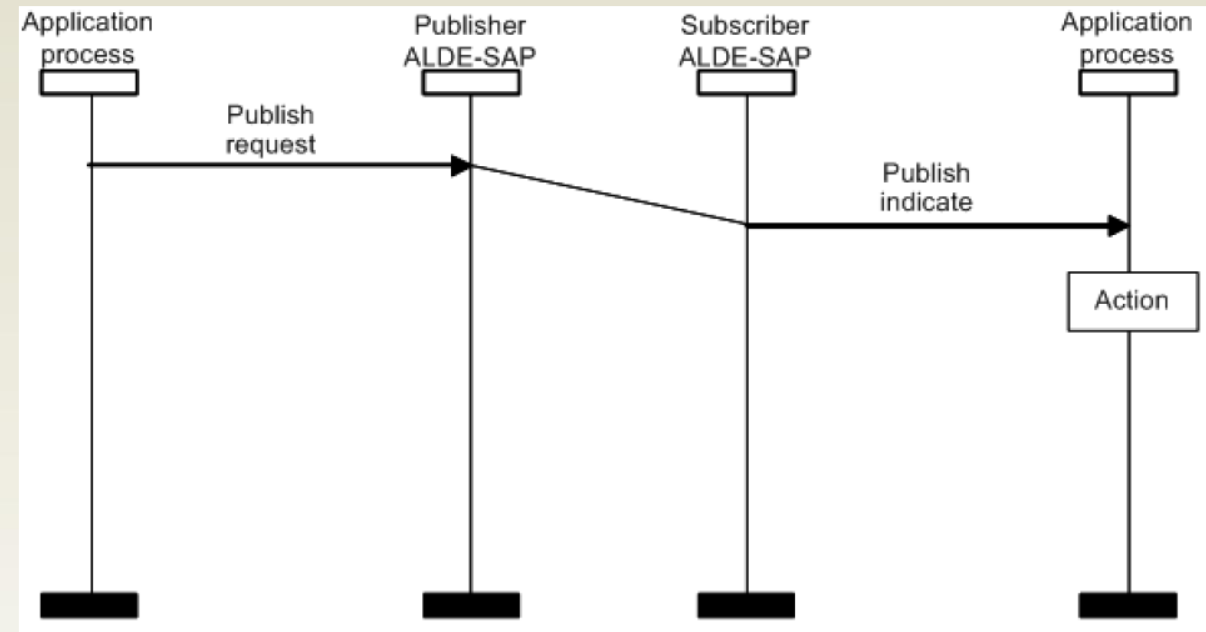 Application
process
Publisher
ALDE-SAP
Subscriber
ALDE-SAP
Application
process
Publish
request
Publish
indicate
Action